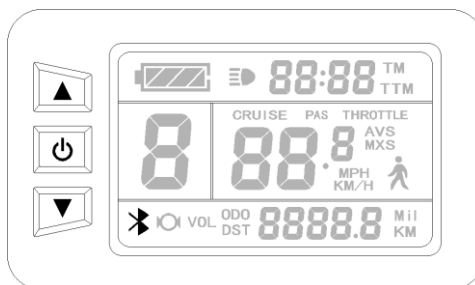 88:88 TM
TTM
CRUISE PAS THROTTLE
8 88.8 AVS
MXS
MPH
KM/H
VOL ODO 8888.8 Mil
DST KM